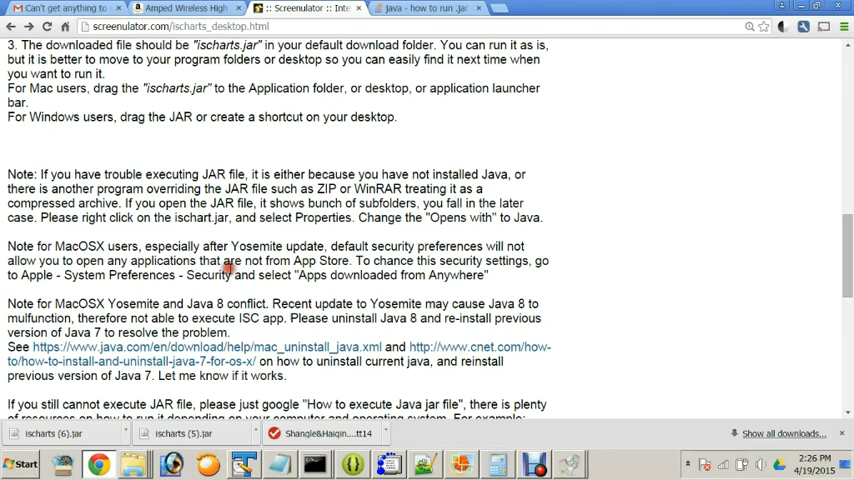 Can't get anything to
Amped Wireless High
:: Screenulator :: Inte
java - how to run .jar
screenulator.com/ischarts_desktop.html
3. The downloaded file should be "ischarts.jar" in your default download folder. You can run it as is,
but it is better to move to your program folders or desktop so you can easily find it next time when
you want to run it.
For Mac users, drag the "ischarts.jar" to the Application folder, or desktop, or application launcher
bar.
For Windows users, drag the JAR or create a shortcut on your desktop.
Note: If you have trouble executing JAR file, it is either because you have not installed Java, or
there is another program overriding the JAR file such as ZIP or WinRAR treating it as a
compressed archive. If you open the JAR file, it shows bunch of subfolders, you fall in the later
case. Please right click on the ischart.jar, and select Properties. Change the "Opens with" to Java.
Note for MacOSX users, especially after Yosemite update, default security preferences will not
allow you to open any applications that are not from App Store. To chance this security settings, go
to Apple - System Preferences - Security and select "Apps downloaded from Anywhere"
Note for MacOSX Yosemite and Java 8 conflict. Recent update to Yosemite may cause Java 8 to
mulfunction, therefore not able to execute ISC app. Please uninstall Java 8 and re-install previous
version of Java 7 to resolve the problem.
See https://www.java.com/en/download/help/mac_uninstall_java.xml and http://www.cnet.com/how-
to/how-to-install-and-uninstall-java-7-for-os-x/ on how to uninstall current java, and reinstall
previous version of Java 7. Let me know if it works.
If you still cannot execute JAR file, please just google "How to execute Java jar file", there is plenty
of resources on how to run it depending on your computer and operating system. For example:
ischarts (6).jar
ischarts (5).jar
Shangle&Haiqin....tt14
Show all downloads...
Start
2:26 PM
4/19/2015